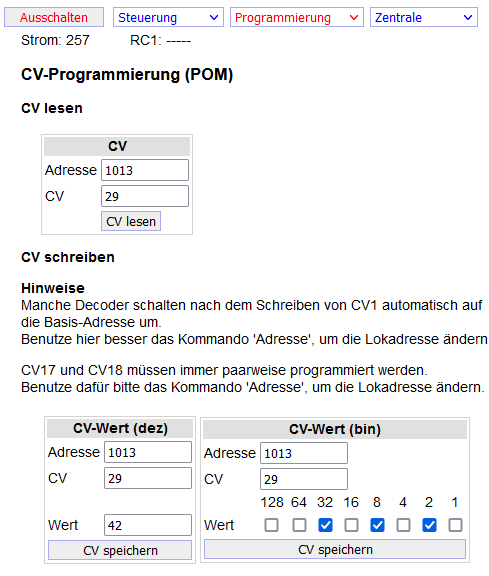 Ausschalten Steuerung Programmierung Zentrale
Strom: 257 RC1: -----
CV-Programmierung (POM)
CV lesen
CV
Adresse 1013
CV 29
CV lesen
CV schreiben
Hinweise
Manche Decoder schalten nach dem Schreiben von CV1 automatisch auf
die Basis-Adresse um.
Benutze hier besser das Kommando 'Adresse', um die Lokadresse ändern
CV17 und CV18 müssen immer paarweise programmiert werden.
Benutze dafür bitte das Kommando 'Adresse', um die Lokadresse ändern.
CV-Wert (dez)
Adresse 1013
CV 29
Wert 42
CV speichern
CV-Wert (bin)
Adresse 1013
CV 29
128 64 32 16 8 4 2 1
Wert
CV speichern